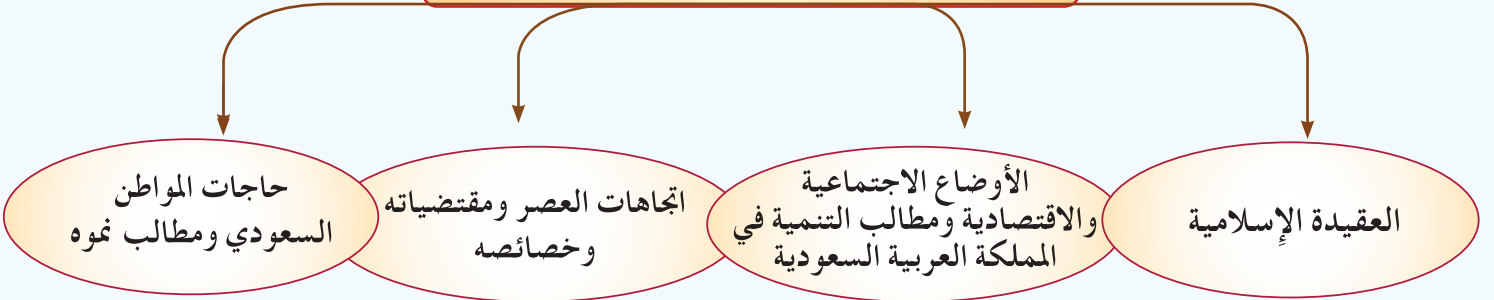 العقيدة الإسلامية
الأوضاع الاجتماعية
والاقتصادية ومطالب التنمية في
المملكة العربية السعودية
اتجاهات العصر ومقتضياته
وخصائصه
حاجات المواطن
السعودي ومطالب نموه